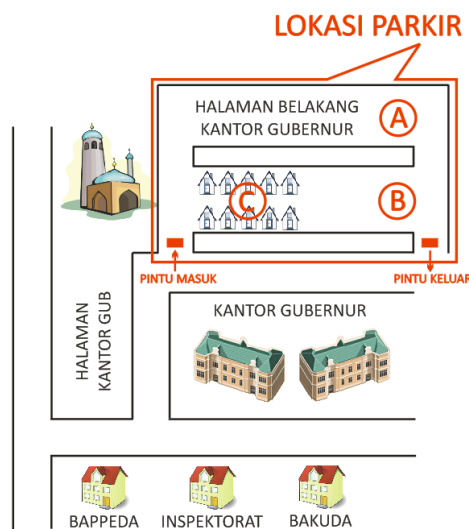 LOKASI PARKIR
HALAMAN BELAKANG
KANTOR GUBERNUR
A
C
B
PINTU MASUK
PINTU KELUAR
HALAMAN
KANTOR GUB
KANTOR GUBERNUR
BAPPEDA
INSPEKTORAT
BAKUDA